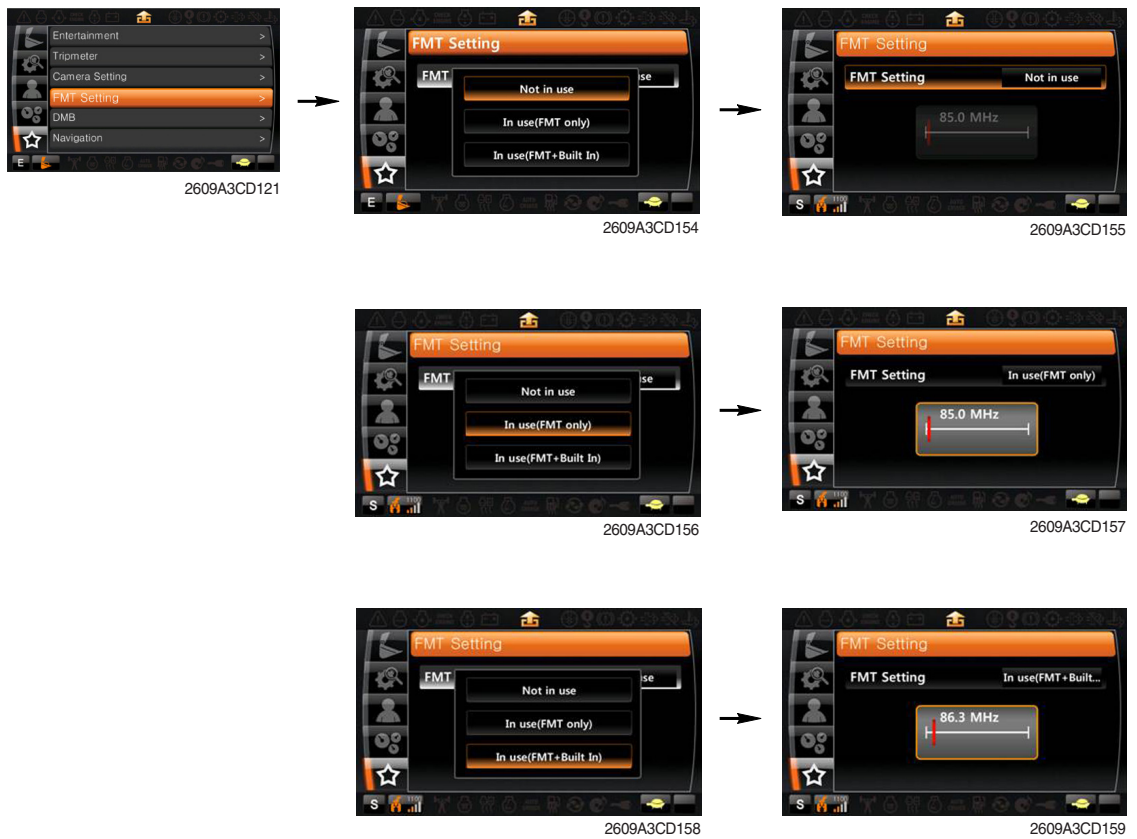 Entertainment >
Tripmeter >
Camera Setting >
FMT Setting >
DMB >
Navigation >
E
2609A3CD121
FMT Setting
FMT
se
Not in use
In use(FMT only)
In use(FMT+Built In)
E
2609A3CD154
FMT Setting
FMT Setting Not in use
85.0 MHz
S 1100
2609A3CD155
FMT Setting
FMT
se
Not in use
In use(FMT only)
In use(FMT+Built In)
S 1100
2609A3CD156
FMT Setting
FMT Setting In use(FMT only)
85.0 MHz
S 1100
2609A3CD157
FMT Setting
FMT
se
Not in use
In use(FMT only)
In use(FMT+Built In)
S 1100
2609A3CD158
FMT Setting
FMT Setting In use(FMT+Built...
86.3 MHz
S 1100
2609A3CD159